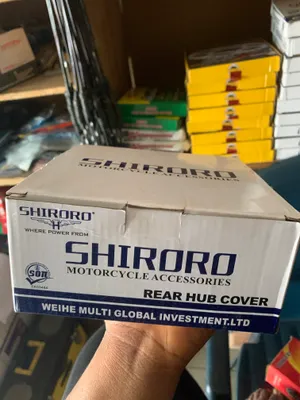 SHIRORO
MOTORCYCLE ACCESSORIES
SHIRORO
H
WHERE POWER FROM
SHIRORO
MOTORCYCLE ACCESSORIES
REAR HUB COVER
WEIHE MULTI GLOBAL INVESTMENT.LTD